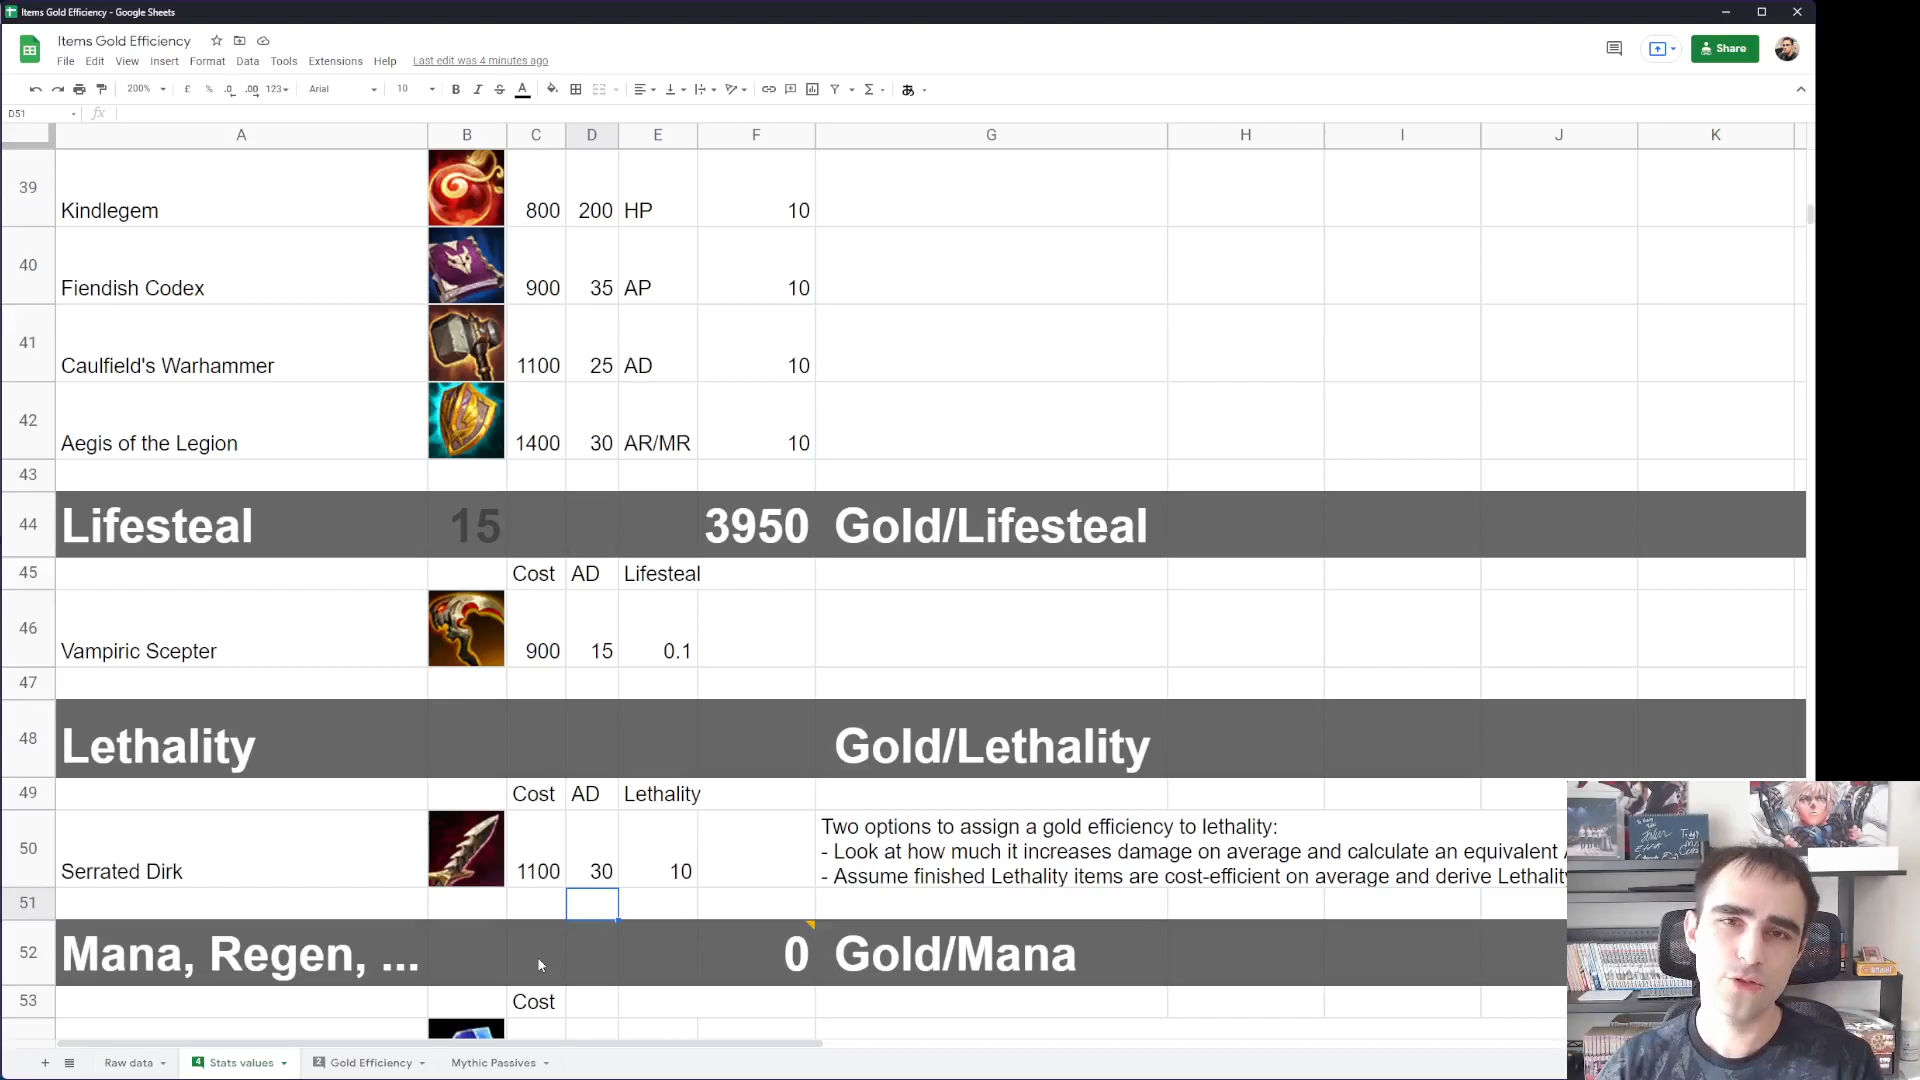 Items Gold Efficiency - Google Sheets
Items Gold Efficiency
File Edit View Insert Format Data Tools Extensions Help Last edit was 4 minutes ago
Share
200% £ % .0 .00 123 Arial 10 B I S A
D51 fx
A B C D E F G H I J K
39 Kindlegem 800 200 HP 10
40 Fiendish Codex 900 35 AP 10
41 Caulfield's Warhammer 1100 25 AD 10
42 Aegis of the Legion 1400 30 AR/MR 10
43
44 Lifesteal 15 3950 Gold/Lifesteal
45 Cost AD Lifesteal
46 Vampiric Scepter 900 15 0.1
47
48 Lethality Gold/Lethality
49 Cost AD Lethality
50 Serrated Dirk 1100 30 10
Two options to assign a gold efficiency to lethality:
- Look at how much it increases damage on average and calculate an equivalent
- Assume finished Lethality items are cost-efficient on average and derive Lethality
51
52 Mana, Regen, ... 0 Gold/Mana
53 Cost
+ Raw data 4 Stats values 2 Gold Efficiency Mythic Passives